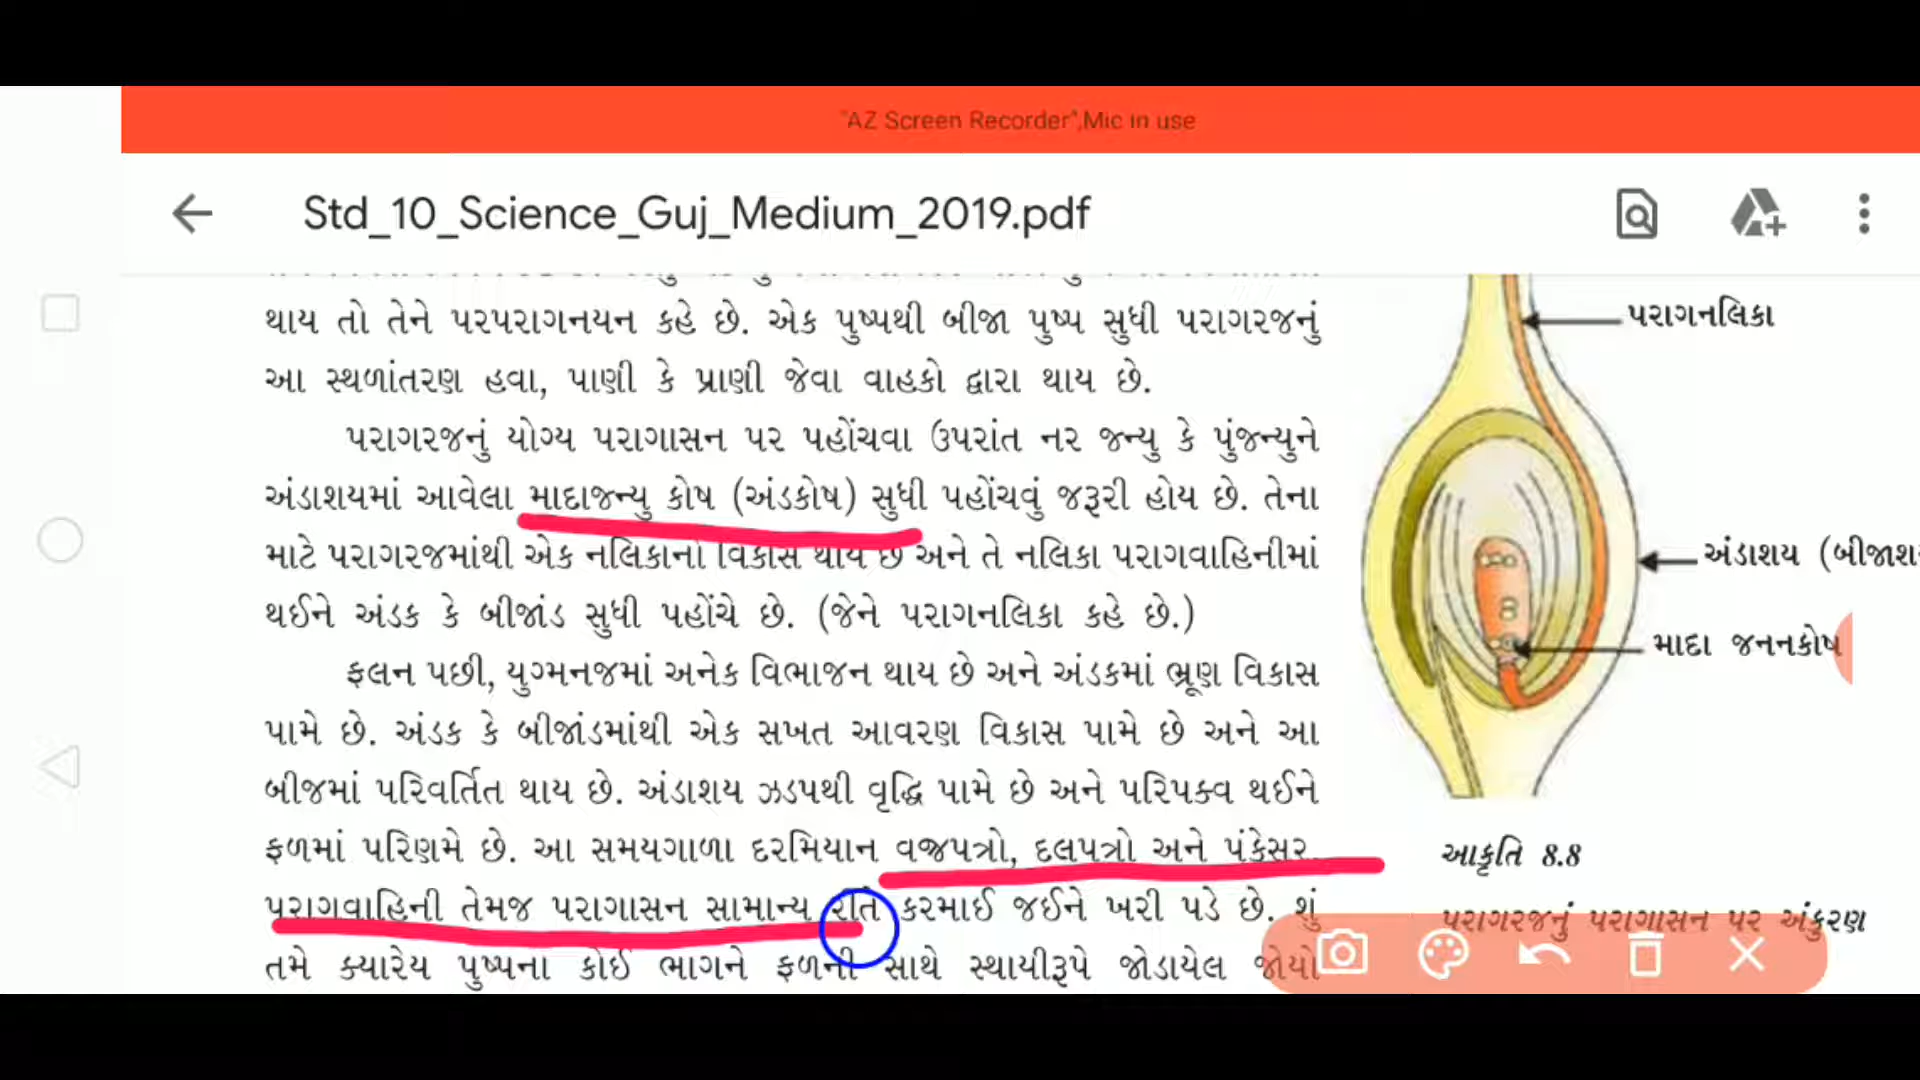 "AZ Screen Recorder",Mic in use
Std_10_Science_Guj_Medium_2019.pdf
થાય તો તેને પરપરાગનયન કહે છે. એક પુષ્પથી બીજા પુષ્પ સુધી પરાગરજનું
આ સ્થળાંતરણ હવા, પાણી કે પ્રાણી જેવા વાહકો દ્વારા થાય છે.
પરાગરજનું યોગ્ય પરાગાસન પર પહોંચવા ઉપરાંત નર જન્યુ કે પુંજન્યુને
અંડાશયમાં આવેલા માદાજન્યુ કોષ (અંડકોષ) સુધી પહોંચવું જરૂરી હોય છે. તેના
માટે પરાગરજમાંથી એક નલિકાનો વિકાસ થાય છે અને તે નલિકા પરાગવાહિનીમાં
થઈને અંડક કે બીજાંડ સુધી પહોંચે છે. (જેને પરાગનલિકા કહે છે.)
ફલન પછી, યુગ્મનજમાં અનેક વિભાજન થાય છે અને અંડકમાં ભ્રૂણ વિકાસ
પામે છે. અંડક કે બીજાંડમાંથી એક સખત આવરણ વિકાસ પામે છે અને આ
બીજમાં પરિવર્તિત થાય છે. અંડાશય ઝડપથી વૃદ્ધિ પામે છે અને પરિપક્વ થઈને
ફળમાં પરિણમે છે. આ સમયગાળા દરમિયાન વજ્રપત્રો, દલપત્રો અને પુંકેસર,
પરાગવાહિની તેમજ પરાગાસન સામાન્ય રીતે કરમાઈ જઈને ખરી પડે છે. શું
તમે ક્યારેય પુષ્પના કોઈ ભાગને ફળની સાથે સ્થાયીરૂપે જોડાયેલ જોયો
પરાગનલિકા
અંડાશય (બીજાશ
માદા જનનકોષ
આકૃતિ 8.8
પરાગરજનું પરાગાસન પર અંકુરણ